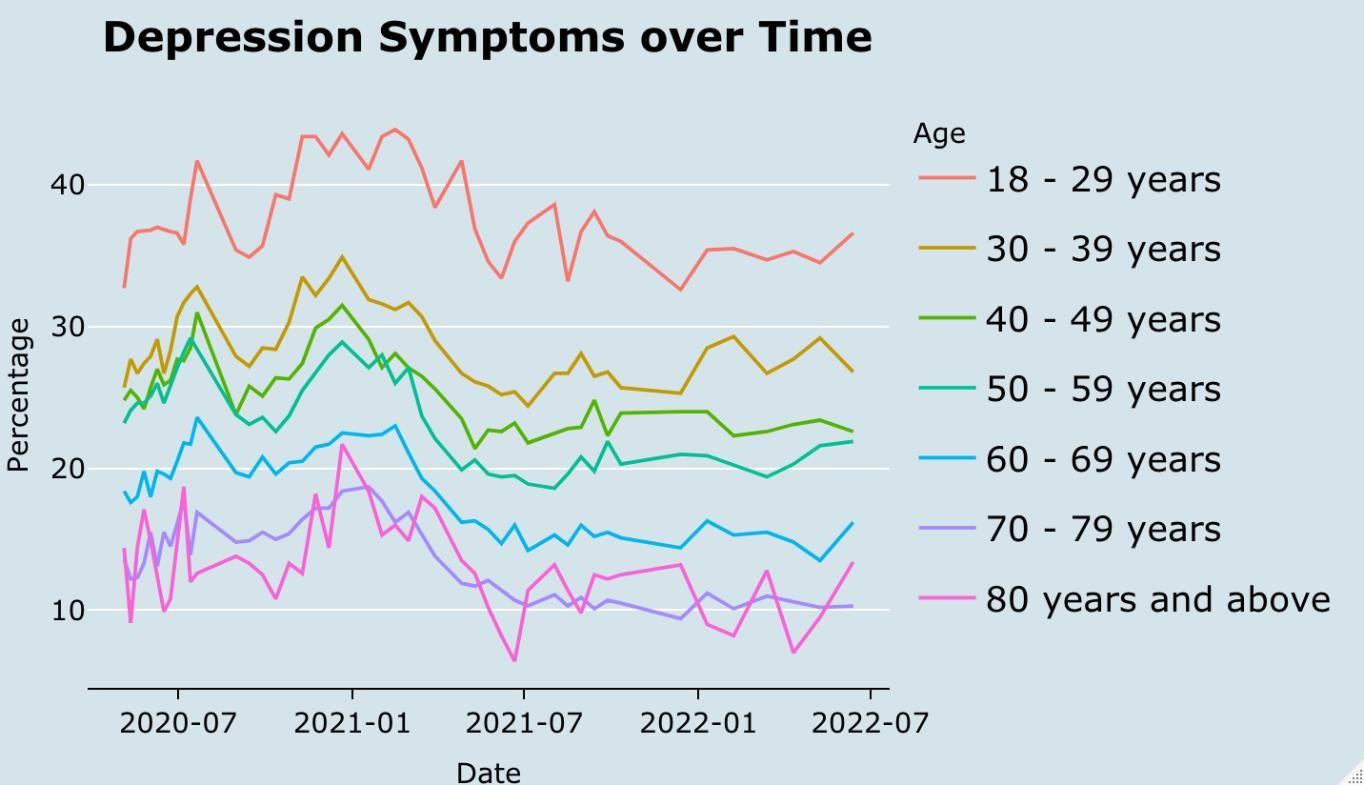 Depression Symptoms over Time
Age
18 - 29 years
30 - 39 years
40 - 49 years
50 - 59 years
60 - 69 years
70 - 79 years
80 years and above
Percentage
40
30
20
10
2020-07 2021-01 2021-07 2022-01 2022-07
Date